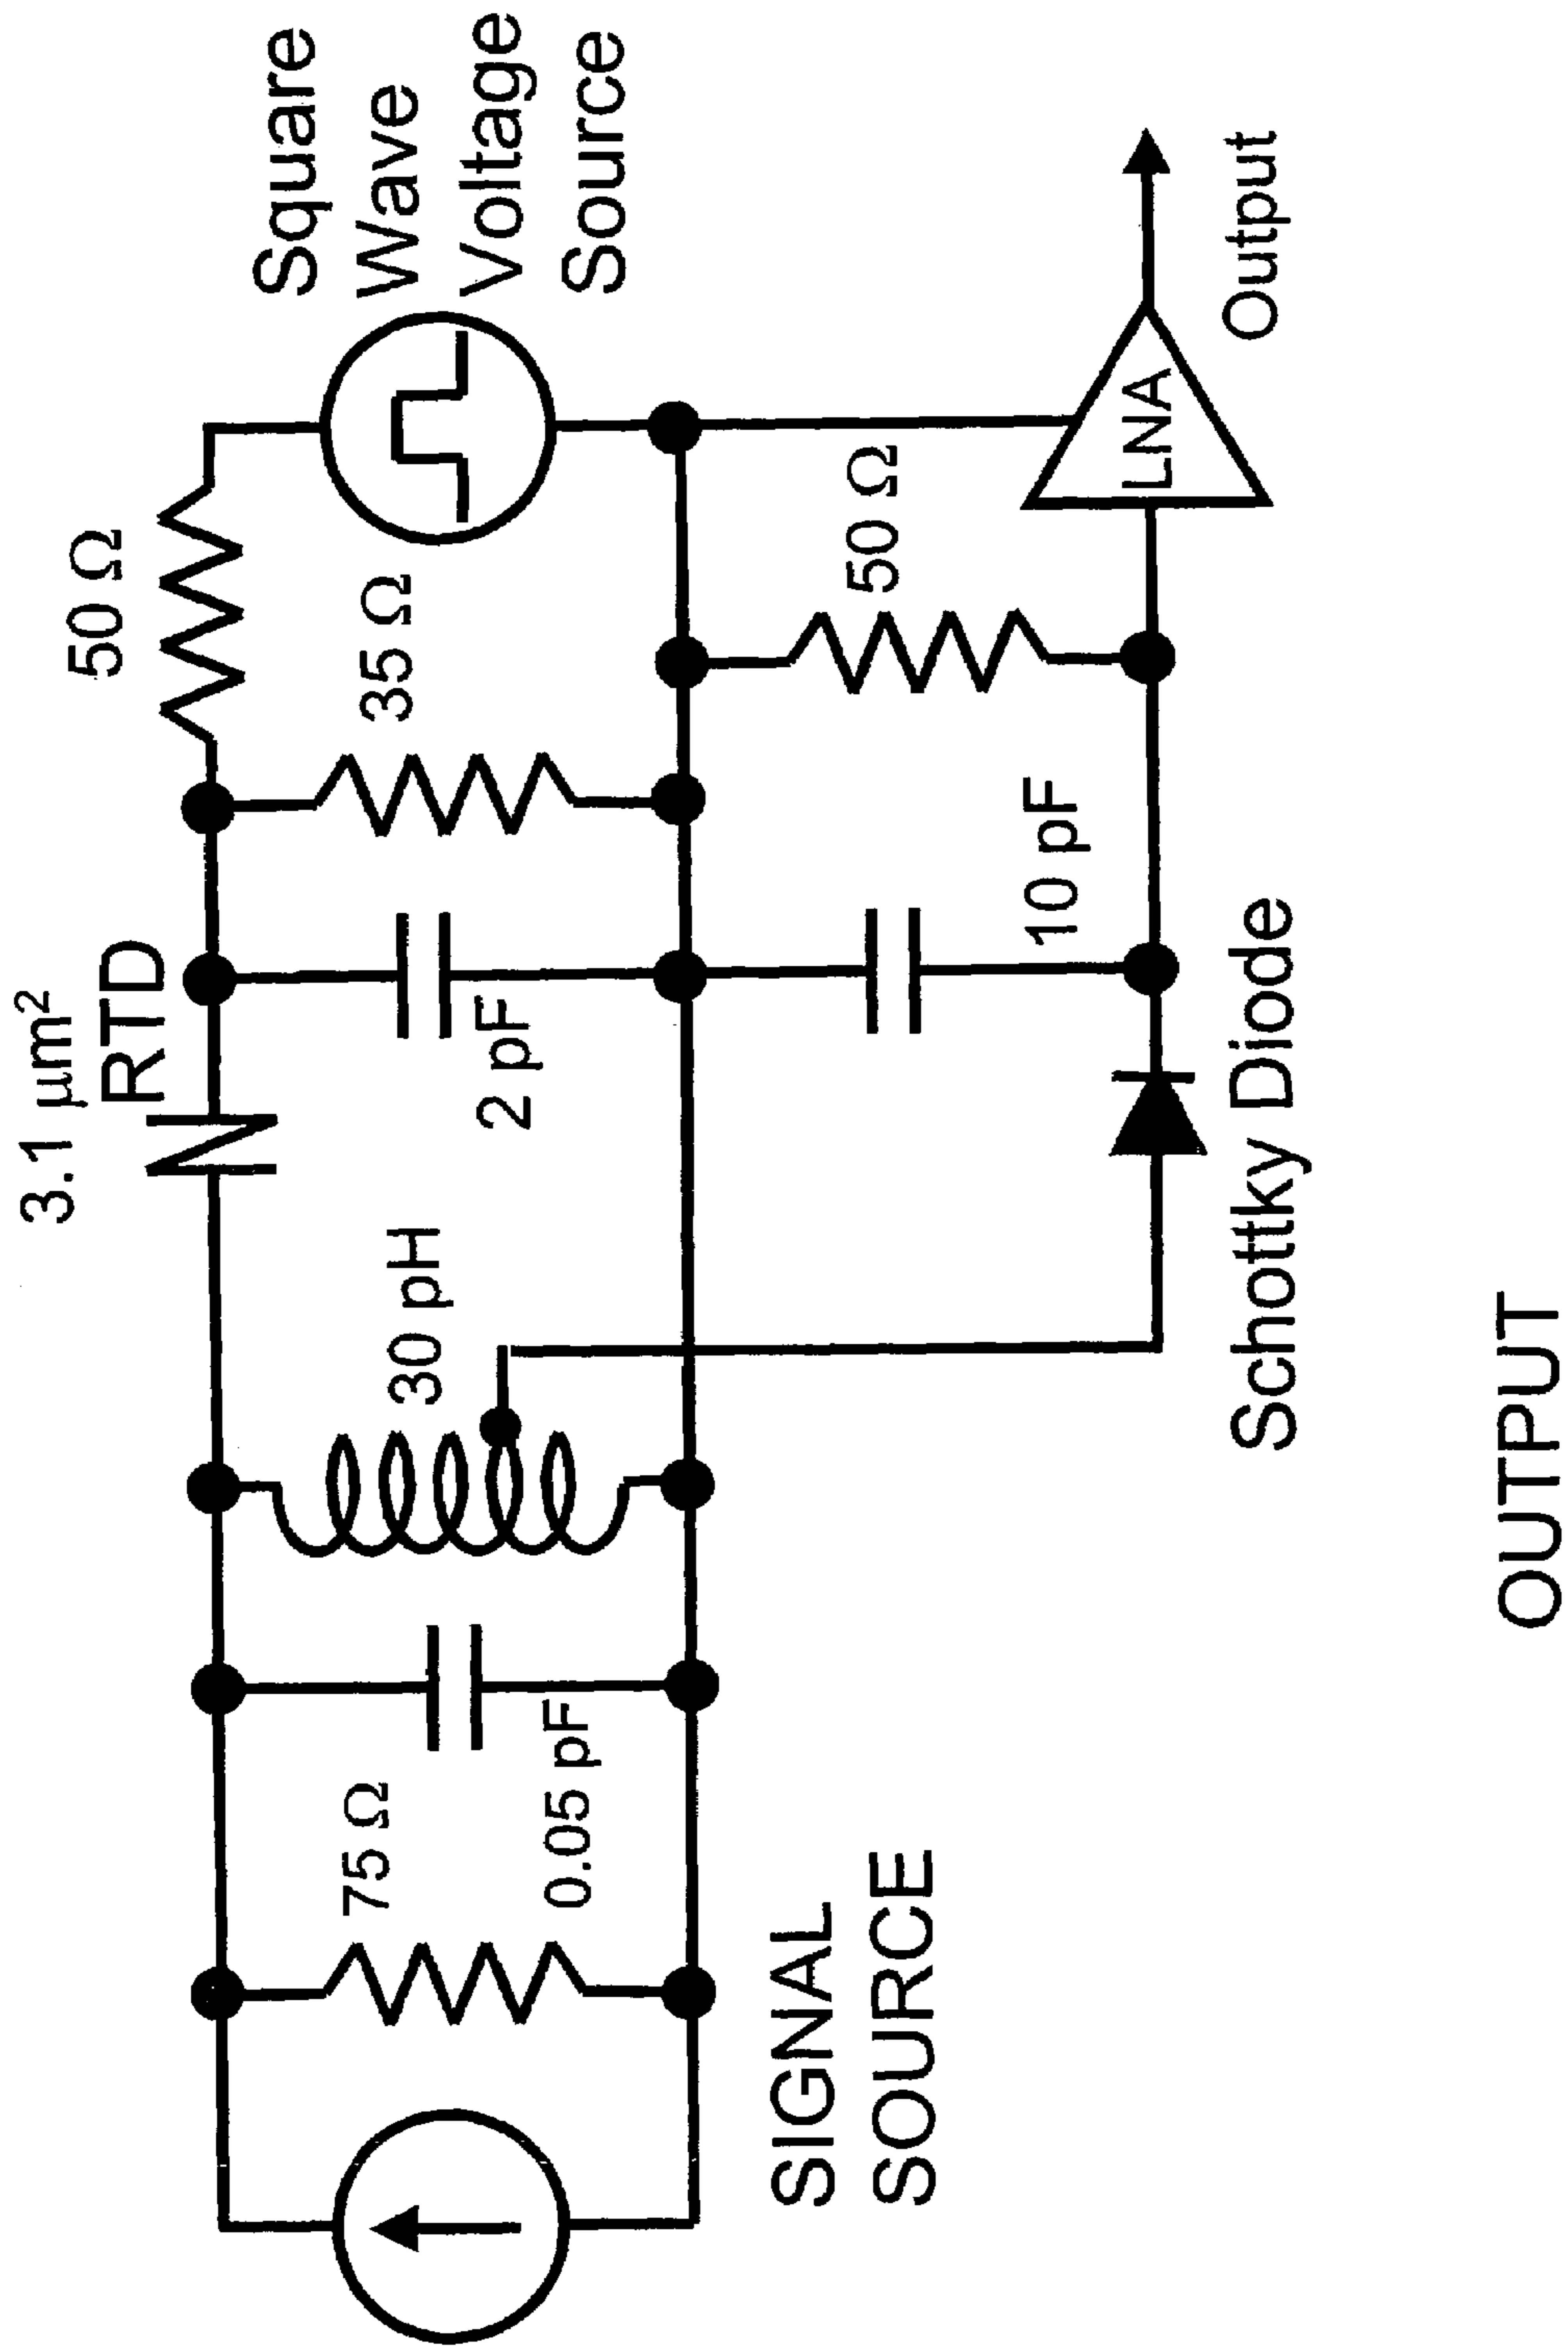 3.1 µm²
RTD
50 Ω
Square
Wave
Voltage
Source
75 Ω
0.05 pF
30 pH
2 pF
35 Ω
SIGNAL
SOURCE
10 pF
50 Ω
LNA
Output
Schottky Diode
OUTPUT